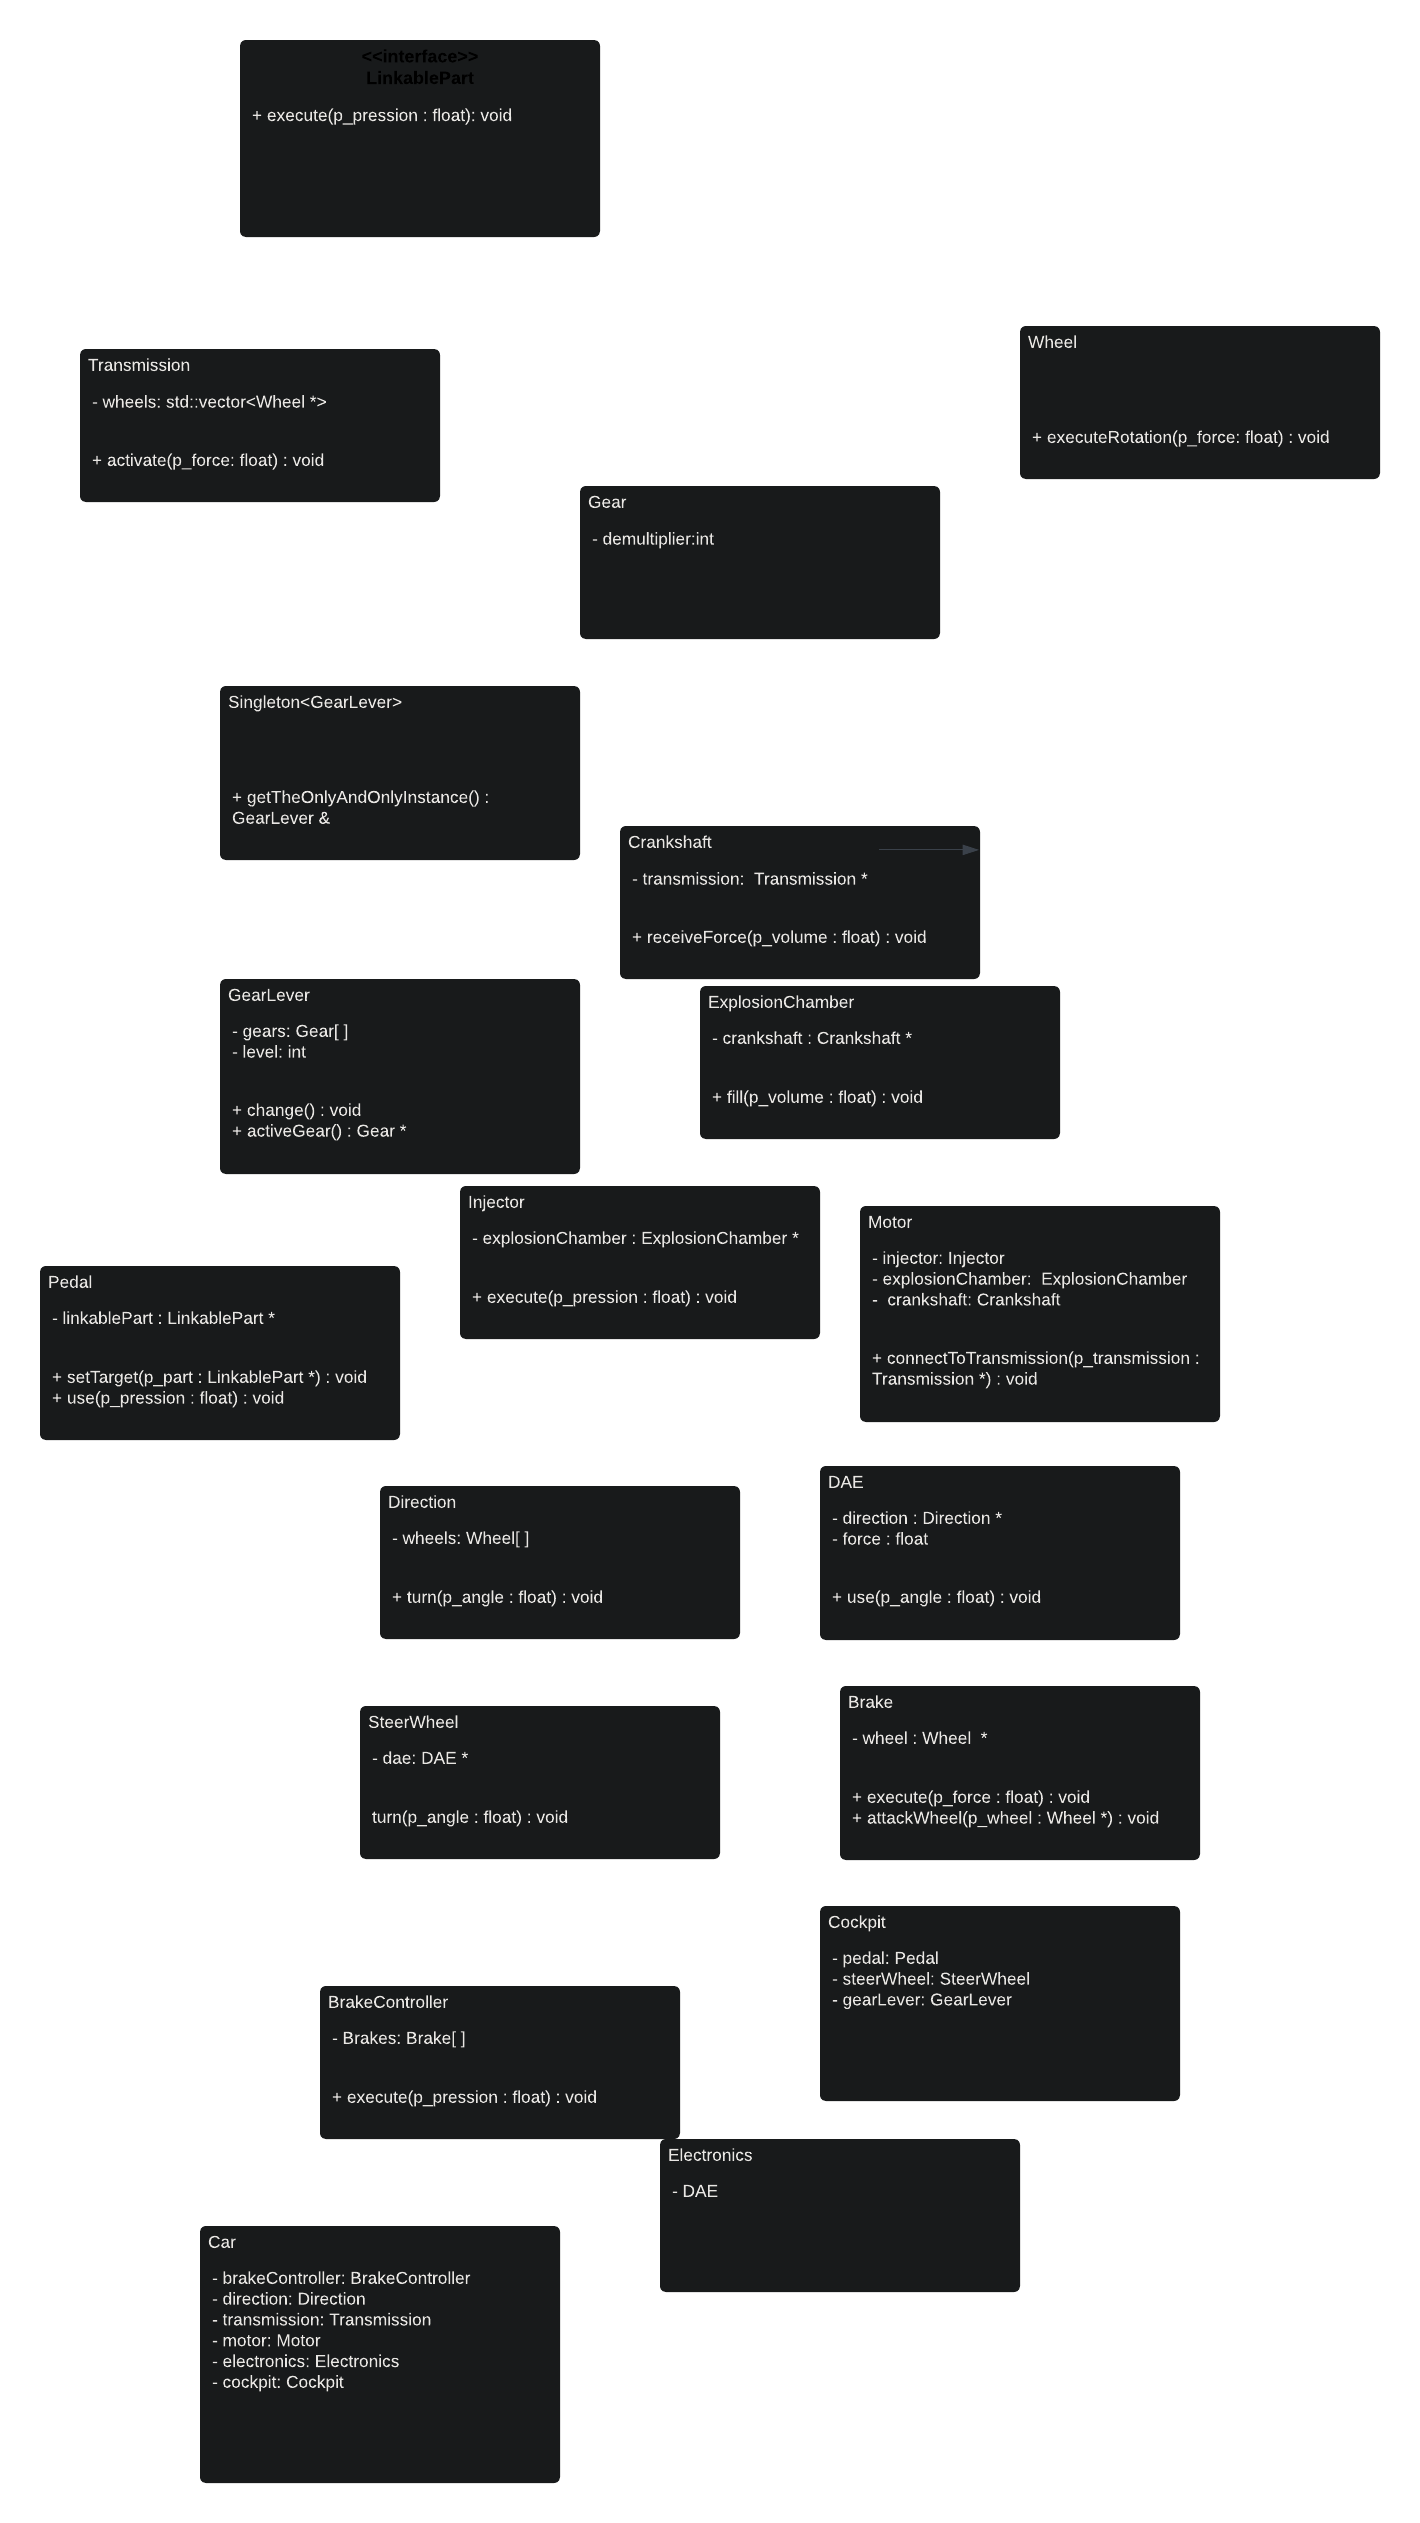 <<interface>>
LinkablePart
+ execute(p_pression : float): void
Transmission
- wheels: std::vector<Wheel *>
+ activate(p_force: float) : void
Wheel
+ executeRotation(p_force: float) : void
Gear
- demultiplier:int
Singleton<GearLever>
+ getTheOnlyAndOnlyInstance() :
GearLever &
Crankshaft
- transmission:  Transmission *
+ receiveForce(p_volume : float) : void
GearLever
- gears: Gear[ ]
- level: int
+ change() : void
+ activeGear() : Gear *
ExplosionChamber
- crankshaft : Crankshaft *
+ fill(p_volume : float) : void
Injector
- explosionChamber : ExplosionChamber *
+ execute(p_pression : float) : void
Motor
- injector: Injector
- explosionChamber:  ExplosionChamber
-  crankshaft: Crankshaft
+ connectToTransmission(p_transmission :
Transmission *) : void
Pedal
- linkablePart : LinkablePart *
+ setTarget(p_part : LinkablePart *) : void
+ use(p_pression : float) : void
Direction
- wheels: Wheel[ ]
+ turn(p_angle : float) : void
DAE
- direction : Direction *
- force : float
+ use(p_angle : float) : void
SteerWheel
- dae: DAE *
turn(p_angle : float) : void
Brake
- wheel : Wheel  *
+ execute(p_force : float) : void
+ attackWheel(p_wheel : Wheel *) : void
Cockpit
- pedal: Pedal
- steerWheel: SteerWheel
- gearLever: GearLever
BrakeController
- Brakes: Brake[ ]
+ execute(p_pression : float) : void
Electronics
- DAE
Car
- brakeController: BrakeController
- direction: Direction
- transmission: Transmission
- motor: Motor
- electronics: Electronics
- cockpit: Cockpit